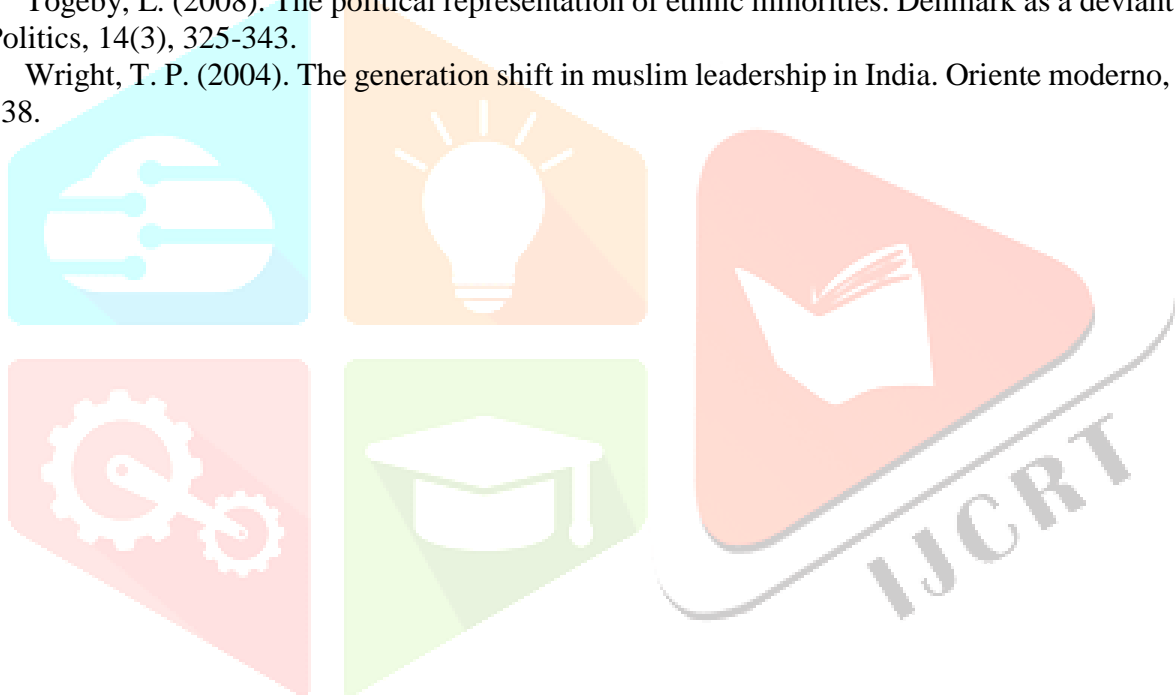 Togeby, L. (2008). The political representation of ethnic minorities: Denmark as a deviant
Politics, 14(3), 325-343.
Wright, T. P. (2004). The generation shift in muslim leadership in India. Oriente moderno,
38.
IJCRT